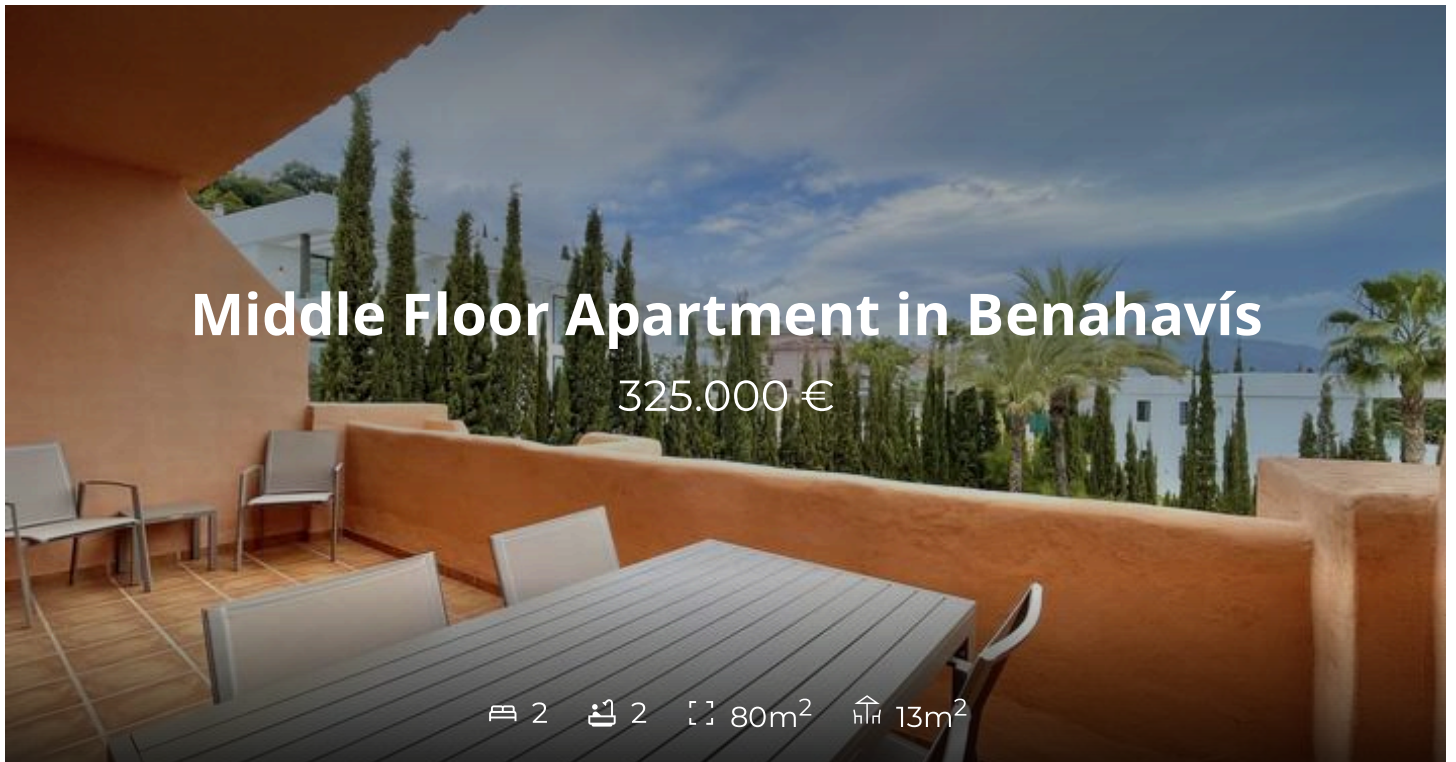 Middle Floor Apartment in Benahavís
325.000 €
2 2 80m² 13m²